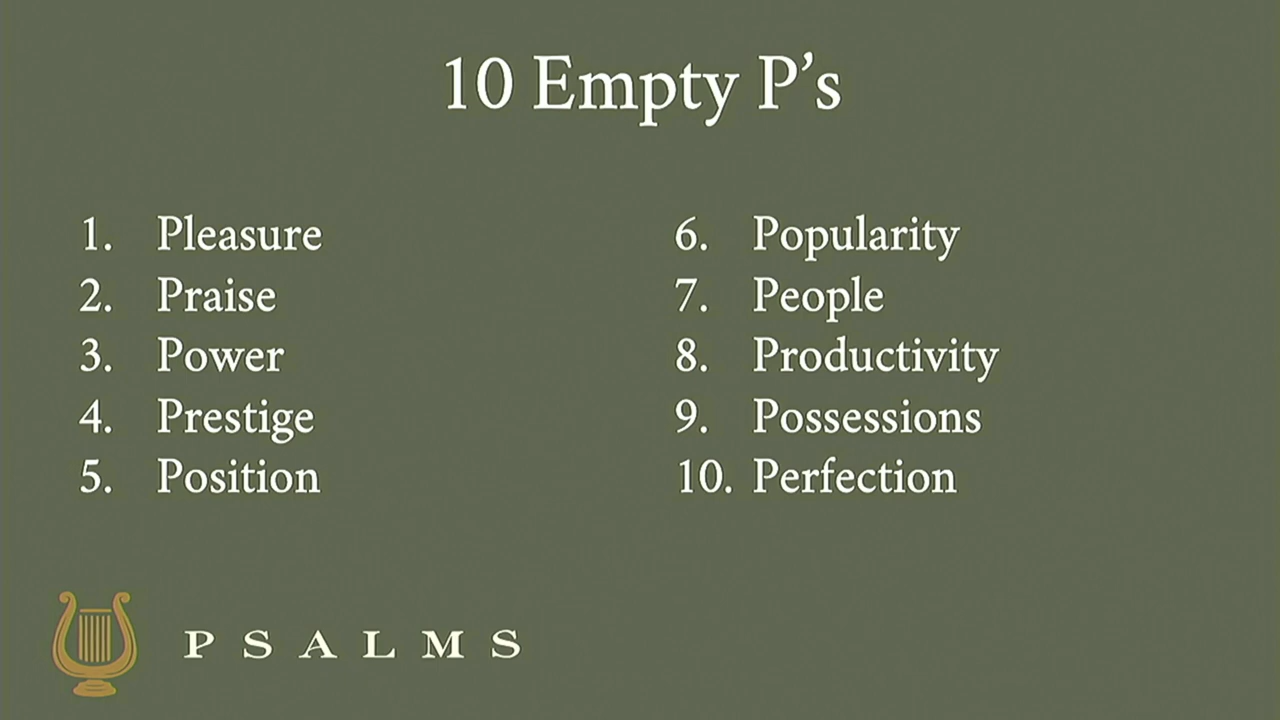 10 Empty P’s
1. Pleasure
2. Praise
3. Power
4. Prestige
5. Position
6. Popularity
7. People
8. Productivity
9. Possessions
10. Perfection
PSALMS